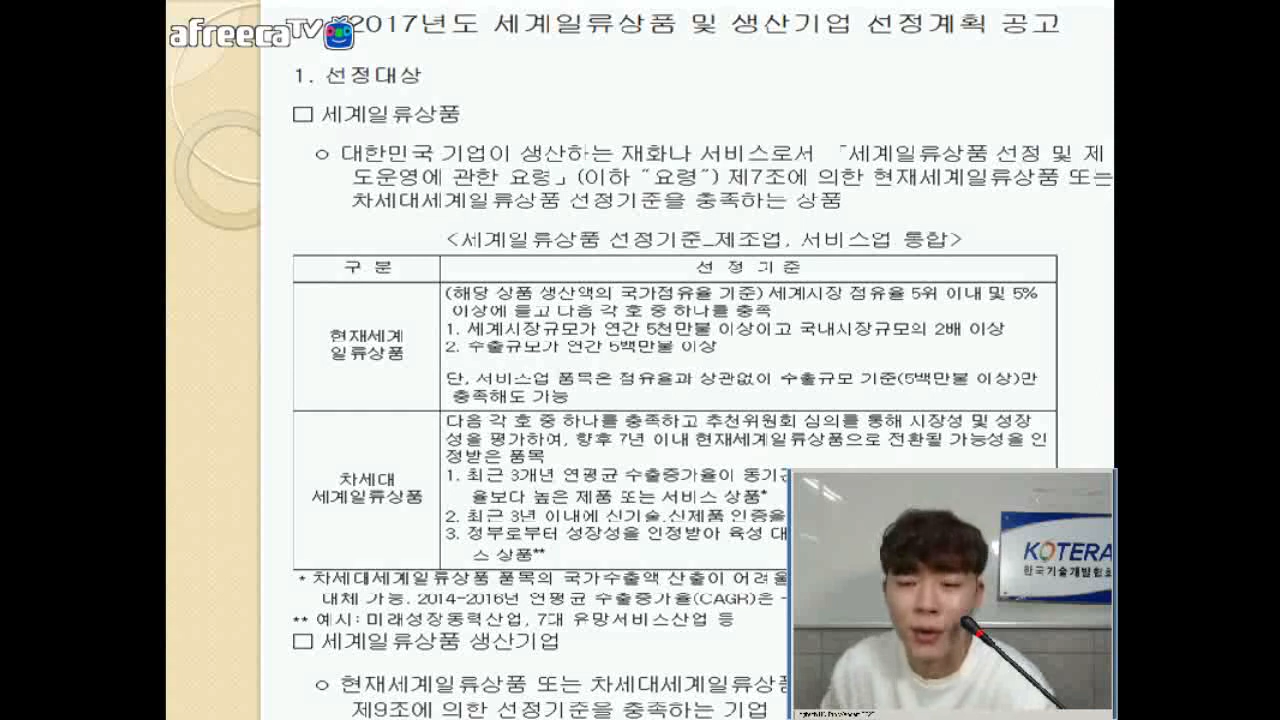 afreecaTV
2017년도 세계일류상품 및 생산기업 선정계획 공고
1. 선정대상
□ 세계일류상품
○ 대한민국 기업이 생산하는 재화나 서비스로서 「세계일류상품 선정 및 제
도운영에 관한 요령」(이하 "요령") 제7조에 의한 현재세계일류상품 또는
차세대세계일류상품 선정기준을 충족하는 상품
<세계일류상품 선정기준_제조업, 서비스업 통합>
구 분
선 정 기 준
현재세계
일류상품
(해당 상품 생산액의 국가점유율 기준) 세계시장 점유율 5위 이내 및 5%
이상에 들고 다음 각 호 중 하나를 충족
1. 세계시장규모가 연간 5천만불 이상이고 국내시장규모의 2배 이상
2. 수출규모가 연간 5백만불 이상
단, 서비스업 품목은 점유율과 상관없이 수출규모 기준(5백만불 이상)만
충족해도 가능
차세대
세계일류상품
다음 각 호 중 하나를 충족하고 추천위원회 심의를 통해 시장성 및 성장
성을 평가하여, 향후 7년 이내 현재세계일류상품으로 전환될 가능성을 인
정받은 품목
1. 최근 3개년 연평균 수출증가율이 동기간
율보다 높은 제품 또는 서비스 상품*
2. 최근 3년 이내에 신기술.신제품 인증을
3. 정부로부터 성장성을 인정받아 육성 대
스 상품**
* 차세대세계일류상품 품목의 국가수출액 산출이 어려울
대체 가능. 2014-2016년 연평균 수출증가율(CAGR)은
** 예시: 미래성장동력산업, 7대 유망서비스산업 등
□ 세계일류상품 생산기업
○ 현재세계일류상품 또는 차세대세계일류상품
제9조에 의한 선정기준을 충족하는 기업
KOTERA
한국기술개발협회